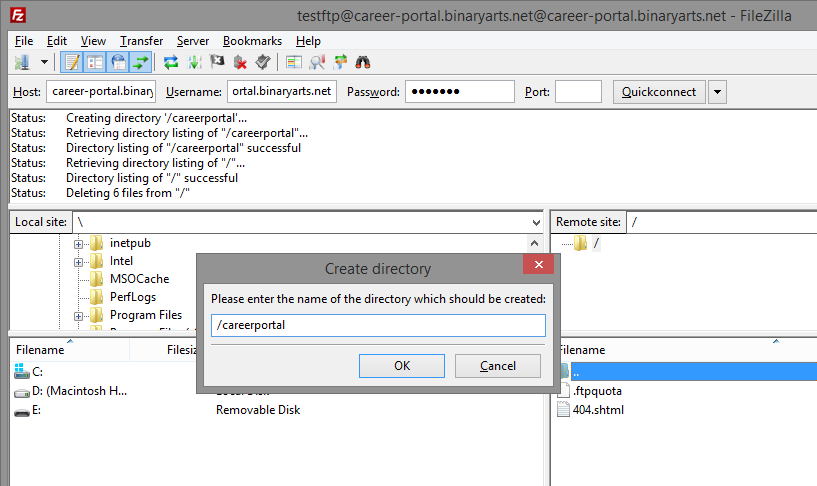 testftp@career-portal.binaryarts.net@career-portal.binaryarts.net - FileZilla
File Edit View Transfer Server Bookmarks Help
Host: career-portal.binary Username: ortal.binaryarts.net Password: ●●●●●●● Port: Quickconnect
Status: Creating directory '/careerportal'...
Status: Retrieving directory listing of "/careerportal"...
Status: Directory listing of "/careerportal" successful
Status: Retrieving directory listing of "/"...
Status: Directory listing of "/" successful
Status: Deleting 6 files from "/"
Local site: \ Remote site: /
inetpub /
Intel
MSOCache
PerfLogs
Program Files
Create directory
Please enter the name of the directory which should be created:
/careerportal
OK Cancel
Filename Filesiz Filename
C: ..
D: (Macintosh H... .ftpquota
E: Removable Disk 404.shtml